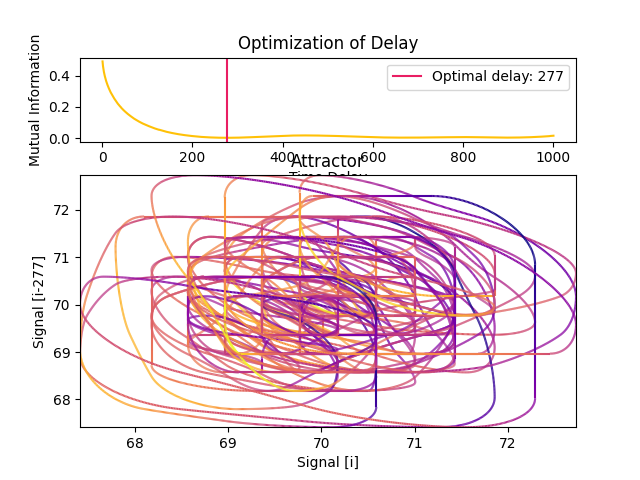 Optimization of Delay
Mutual Information
0.4
0.2
0.0
Optimal delay: 277
0 200 400 600 800 1000
Time Delay
Attractor
Signal [i-277]
72
71
70
69
68
68 69 70 71 72
Signal [i]